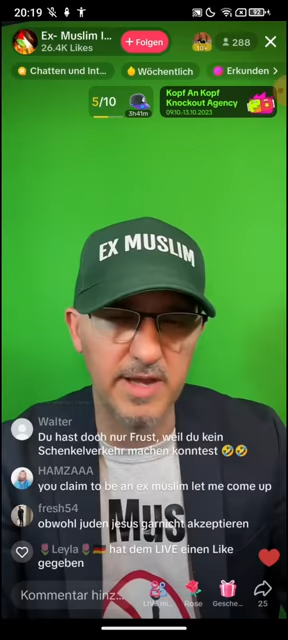 20:19
92
Ex- Muslim I...
26.4K Likes
+ Folgen
10+
288
Chatten und Int...
Wöchentlich
Erkunden
5/10
3h41m
Kopf An Kopf
Knockout Agency
09.10.-13.10.2023
EX MUSLIM
Walter
Du hast doch nur Frust, weil du kein
Schenkelverkehr machen konntest 🤣🤣
HAMZAAA
you claim to be an ex muslim let me come up
Mus
fresh54
obwohl juden jesus garnicht akzeptieren
🌷Leyla🌷🇩🇪 hat dem LIVE einen Like
gegeben
Kommentar hinz...
Rose
Gesche...
25